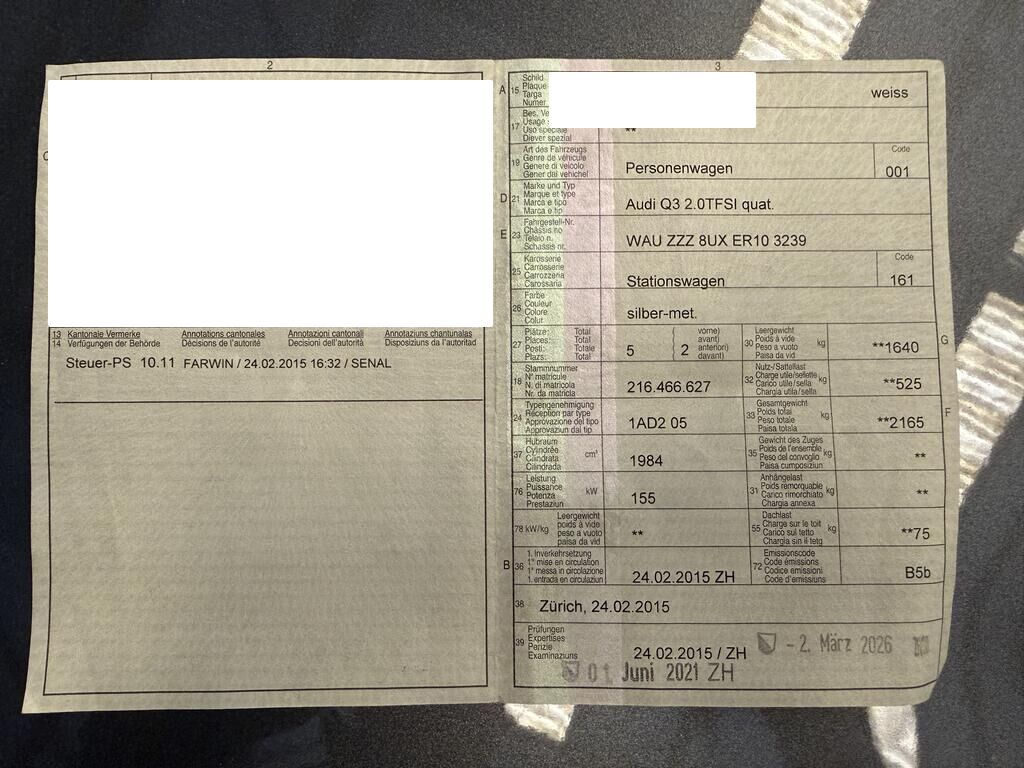 2
13 Kantonale Vermerke Annotations cantonales Annotazioni cantonali Annotaziuns chantunalas
14 Verfügungen der Behörde Décisions de l'autorité Decisioni dell'autorità Disposiziuns da l'autoritad
Steuer-PS 10.11 FARWIN / 24.02.2015 16:32 / SENAL
3
A 15 Schild
Plaque
Targa
Numer
weiss
17 Bes. Ve
Usage
Uso speciale
Diever spezial
**
19 Art des Fahrzeugs
Genre de véhicule
Genere di veicolo
Gener dal vehichel
Personenwagen
Code
001
D 21 Marke und Typ
Marque et type
Marca e tipo
Marca e tip
Audi Q3 2.0TFSI quat.
E 23 Fahrgestell-Nr.
Châssis no
Telaio n.
Schassis nr.
WAU ZZZ 8UX ER10 3239
25 Karosserie
Carrosserie
Carrozzeria
Carossaria
Stationswagen
Code
161
26 Farbe
Couleur
Colore
Colur
silber-met.
27 Plätze: Total
Places: Total
Posti: Totale
Plazs: Total
5
( vorne)
avant)
2 anteriori)
( davant)
30 Leergewicht
Poids à vide
Peso a vuoto
Paisa da vid
kg
**1640
G
18 Stammnummer
N° matricule
N. di matricola
Nr. da matricla
216.466.627
32 Nutz-/Sattellast
Charge utile/sellette
Carico utile/sella
Chargia utila/sella
kg
**525
24 Typengenehmigung
Réception par type
Approvazione del tipo
Approvaziun dal tip
1AD2 05
33 Gesamtgewicht
Poids total
Peso totale
Paisa totala
kg
**2165
F
37 Hubraum
Cylindrée
Cilindrata
Cilindrada
cm³
1984
35 Gewicht des Zuges
Poids de l'ensemble
Peso del convoglio
Paisa cumposiziun
kg
**
76 Leistung
Puissance
Potenza
Prestaziun
kW
155
31 Anhängelast
Poids remorquable
Carico rimorchiato
Chargia annexa
kg
**
78 kW/kg Leergewicht
poids à vide
peso a vuoto
paisa da vid
**
55 Dachlast
Charge sur le toit
Carico sul tetto
Chargia sin il tetg
kg
**75
B 36 1. Inverkehrsetzung
1re mise en circulation
1a messa in circolazione
1. entrada en circulaziun
24.02.2015 ZH
72 Emissionscode
Code émissions
Codice emissioni
Code d'emissiuns
B5b
38 Zürich, 24.02.2015
39 Prüfungen
Expertises
Perizie
Examinaziuns
24.02.2015 / ZH
- 2. März 2026
01. Juni 2021 ZH